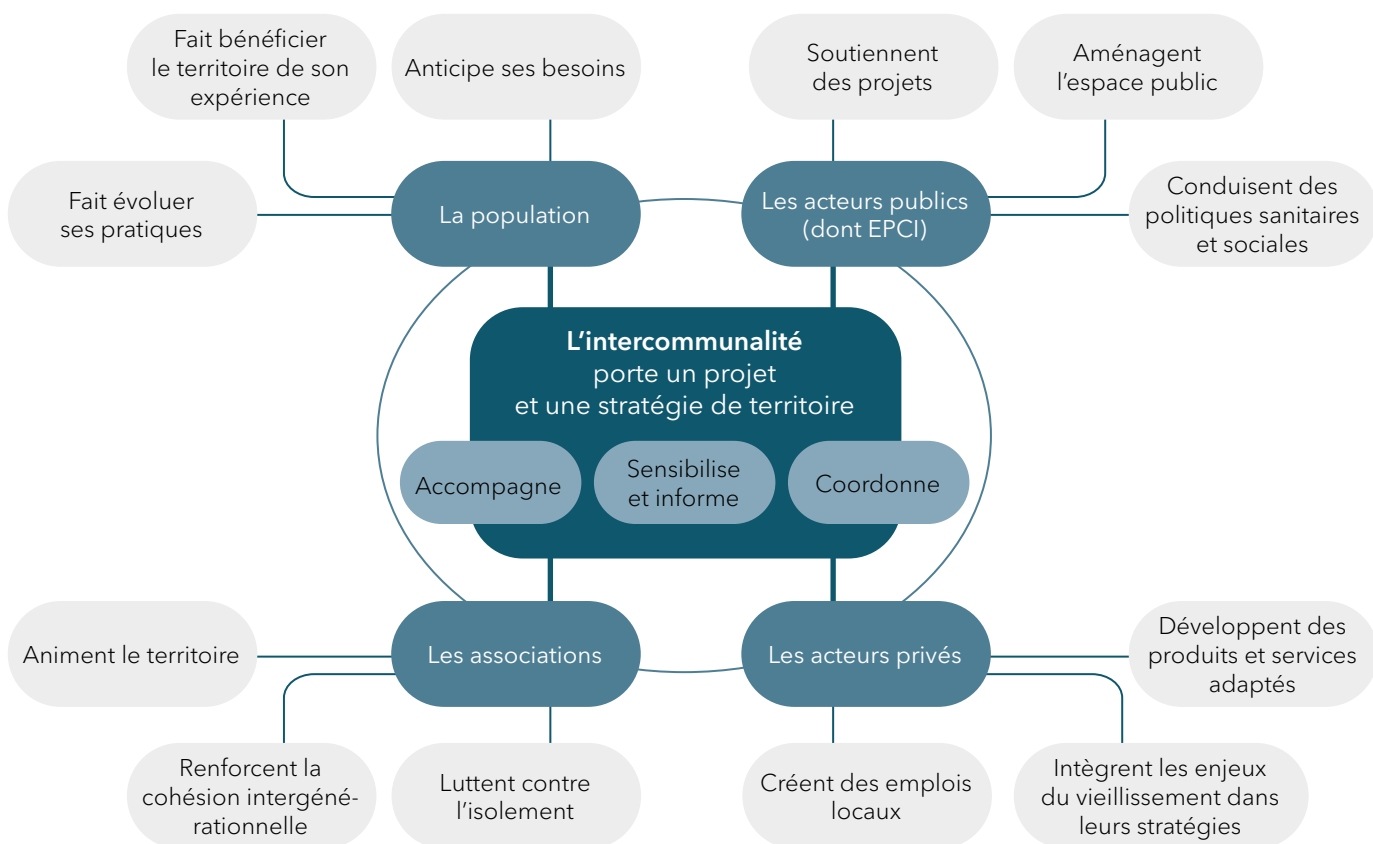 Fait bénéficier
le territoire de son
expérience
Anticipe ses besoins
Soutiennent
des projets
Aménagent
l'espace public
Fait évoluer
ses pratiques
La population
Les acteurs publics
(dont EPCI)
Conduisent des
politiques sanitaires
et sociales
L'intercommunalité
porte un projet
et une stratégie de territoire
Accompagne
Sensibilise
et informe
Coordonne
Animent le territoire
Les associations
Les acteurs privés
Développent des
produits et services
adaptés
Renforcent la
cohésion intergéné-
rationnelle
Luttent contre
l'isolement
Créent des emplois
locaux
Intègrent les enjeux
du vieillissement dans
leurs stratégies